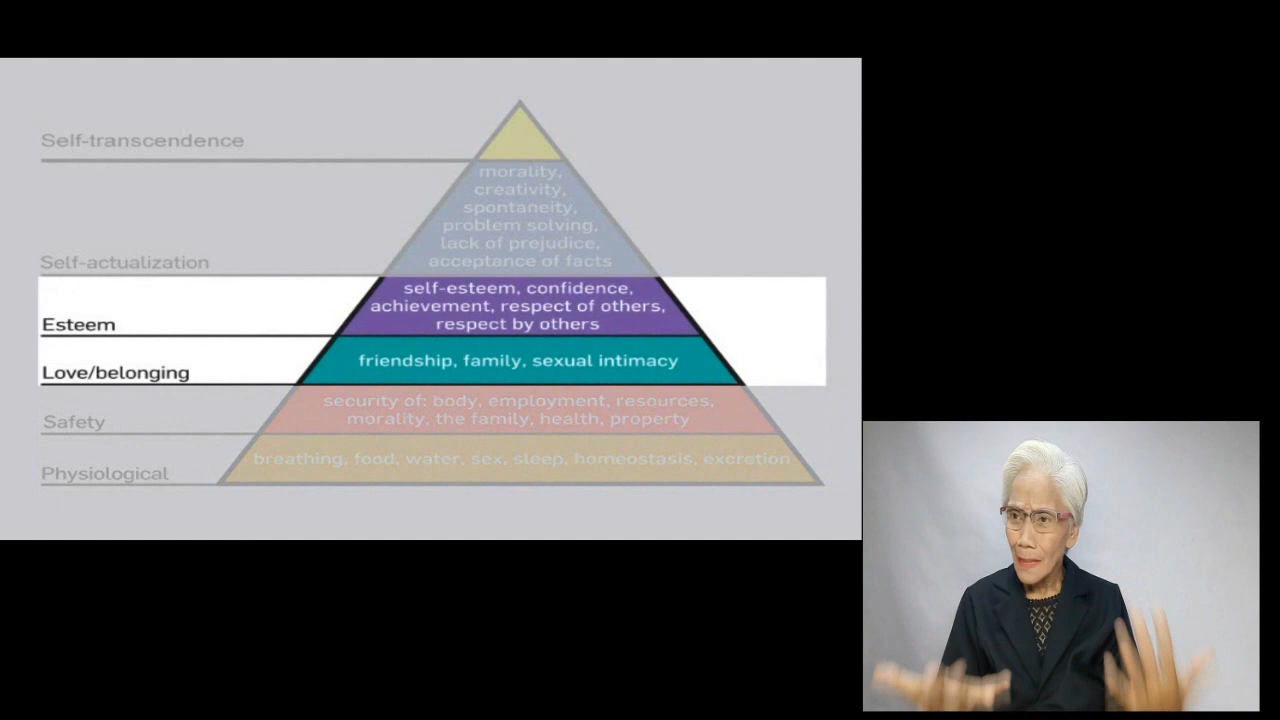 Self-transcendence
morality,
creativity,
spontaneity,
problem solving,
lack of prejudice,
acceptance of facts
Self-actualization
self-esteem, confidence,
achievement, respect of others,
respect by others
Esteem
friendship, family, sexual intimacy
Love/belonging
security of: body, employment, resources,
morality, the family, health, property
Safety
breathing, food, water, sex, sleep, homeostasis, excretion
Physiological